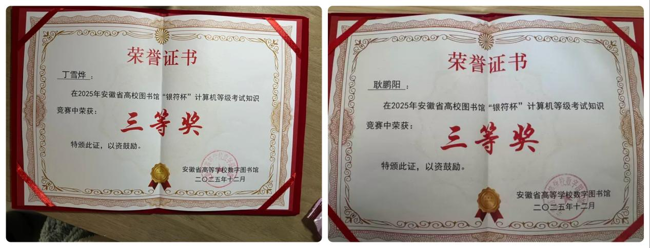 荣誉证书
丁雪烨：
在2025年安徽省高校图书馆“银符杯”计算机等级考试知识
竞赛中荣获：
三等奖
特颁此证，以资鼓励。
安徽省高等学校数字图书馆
二〇二五年十二月
荣誉证书
耿鹏阳：
在2025年安徽省高校图书馆“银符杯”计算机等级考试知识
竞赛中荣获：
三等奖
特颁此证，以资鼓励。
安徽省高等学校数字图书馆
二〇二五年十二月